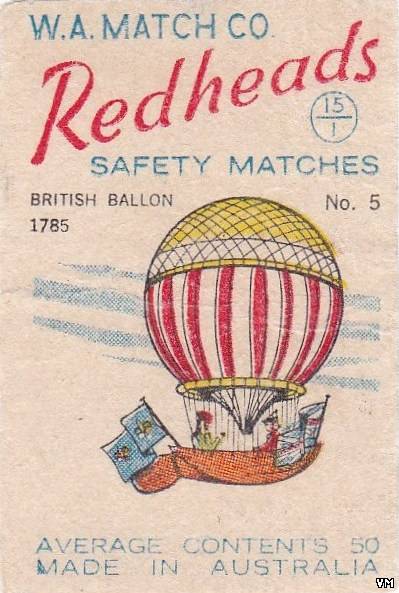 W.A. MATCH CO.
Redheads
15
1
SAFETY MATCHES
BRITISH BALLON No. 5
1785
AVERAGE CONTENTS 50
MADE IN AUSTRALIA
VM